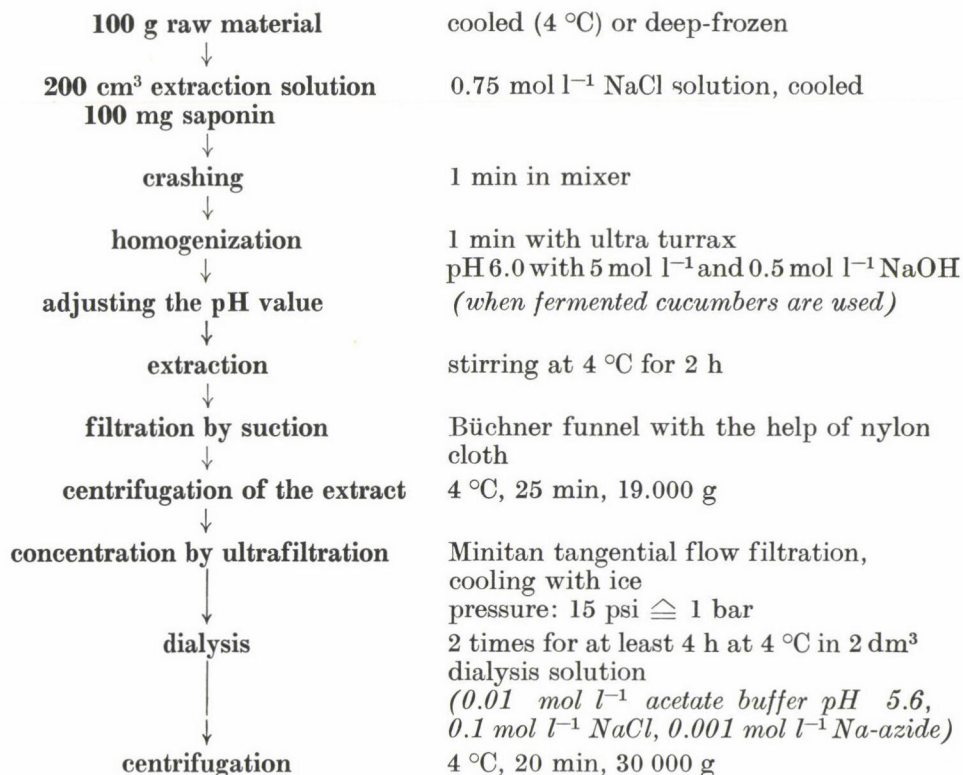 100 g raw material cooled (4 °C) or deep-frozen
↓
200 cm³ extraction solution 0.75 mol l⁻¹ NaCl solution, cooled
100 mg saponin
↓
crashing 1 min in mixer
↓
homogenization 1 min with ultra turrax
↓ pH 6.0 with 5 mol l⁻¹ and 0.5 mol l⁻¹ NaOH
adjusting the pH value (when fermented cucumbers are used)
↓
extraction stirring at 4 °C for 2 h
↓
filtration by suction Büchner funnel with the help of nylon
↓ cloth
centrifugation of the extract 4 °C, 25 min, 19.000 g
↓
concentration by ultrafiltration Minitan tangential flow filtration,
cooling with ice
↓ pressure: 15 psi ≙ 1 bar
dialysis 2 times for at least 4 h at 4 °C in 2 dm³
dialysis solution
(0.01 mol l⁻¹ acetate buffer pH 5.6,
↓ 0.1 mol l⁻¹ NaCl, 0.001 mol l⁻¹ Na-azide)
centrifugation 4 °C, 20 min, 30 000 g